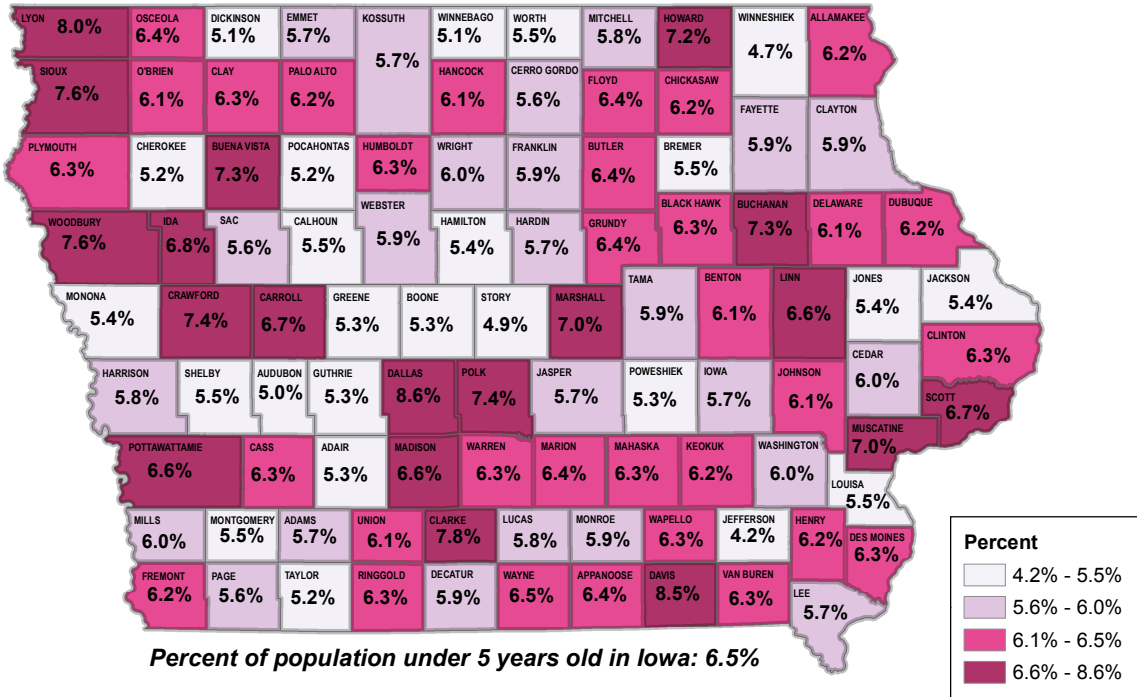 LYON
8.0%
OSCEOLA
6.4%
DICKINSON
5.1%
EMMET
5.7%
KOSSUTH
5.7%
WINNEBAGO
5.1%
WORTH
5.5%
MITCHELL
5.8%
HOWARD
7.2%
WINNESHIEK
4.7%
ALLAMAKEE
6.2%
SIOUX
7.6%
O'BRIEN
6.1%
CLAY
6.3%
PALO ALTO
6.2%
HANCOCK
6.1%
CERRO GORDO
5.6%
FLOYD
6.4%
CHICKASAW
6.2%
FAYETTE
5.9%
CLAYTON
5.9%
PLYMOUTH
6.3%
CHEROKEE
5.2%
BUENA VISTA
7.3%
POCAHONTAS
5.2%
HUMBOLDT
6.3%
WRIGHT
6.0%
FRANKLIN
5.9%
BUTLER
6.4%
BREMER
5.5%
WOODBURY
7.6%
IDA
6.8%
SAC
5.6%
CALHOUN
5.5%
WEBSTER
5.9%
HAMILTON
5.4%
HARDIN
5.7%
GRUNDY
6.4%
BLACK HAWK
6.3%
BUCHANAN
7.3%
DELAWARE
6.1%
DUBUQUE
6.2%
MONONA
5.4%
CRAWFORD
7.4%
CARROLL
6.7%
GREENE
5.3%
BOONE
5.3%
STORY
4.9%
MARSHALL
7.0%
TAMA
5.9%
BENTON
6.1%
LINN
6.6%
JONES
5.4%
JACKSON
5.4%
CLINTON
6.3%
HARRISON
5.8%
SHELBY
5.5%
AUDUBON
5.0%
GUTHRIE
5.3%
DALLAS
8.6%
POLK
7.4%
JASPER
5.7%
POWESHIEK
5.3%
IOWA
5.7%
JOHNSON
6.1%
CEDAR
6.0%
SCOTT
6.7%
MUSCATINE
7.0%
POTTAWATTAMIE
6.6%
CASS
6.3%
ADAIR
5.3%
MADISON
6.6%
WARREN
6.3%
MARION
6.4%
MAHASKA
6.3%
KEOKUK
6.2%
WASHINGTON
6.0%
LOUISA
5.5%
MILLS
6.0%
MONTGOMERY
5.5%
ADAMS
5.7%
UNION
6.1%
CLARKE
7.8%
LUCAS
5.8%
MONROE
5.9%
WAPELLO
6.3%
JEFFERSON
4.2%
HENRY
6.2%
DES MOINES
6.3%
FREMONT
6.2%
PAGE
5.6%
TAYLOR
5.2%
RINGGOLD
6.3%
DECATUR
5.9%
WAYNE
6.5%
APPANOOSE
6.4%
DAVIS
8.5%
VAN BUREN
6.3%
LEE
5.7%
Percent of population under 5 years old in Iowa: 6.5%
Percent
4.2% - 5.5%
5.6% - 6.0%
6.1% - 6.5%
6.6% - 8.6%